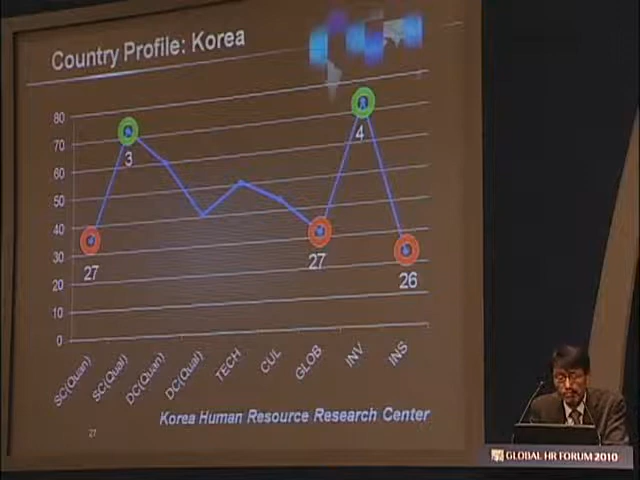 Country Profile: Korea
80
70
60
50
40
30
20
10
0
27
3
27
4
26
SC(Quan)
SC(Qual)
DC(Quan)
DC(Qual)
TECH
CUL
GLOB
INV
INS
Korea Human Resource Research Center
27
GLOBAL HR FORUM 2010